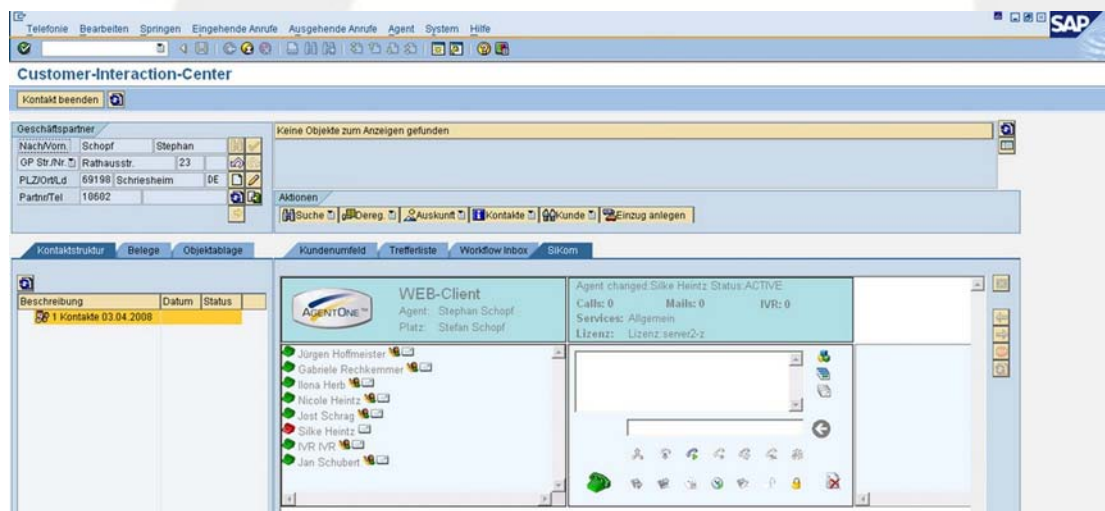 Telefonie Bearbeiten Springen Eingehende Anrufe Ausgehende Anrufe Agent System Hilfe
SAP
Customer-Interaction-Center
Kontakt beenden
Geschäftspartner
Nach/Vorn. Schopf Stephan
GP Str./Nr. Rathausstr. 23
PLZ/Ort/Ld 69198 Schriesheim DE
Partnr/Tel 10602
Keine Objekte zum Anzeigen gefunden
Aktionen
Suche Dereg. Auskunft Kontakte Kunde Einzug anlegen
Kontaktstruktur Belege Objektablage
Kundenumfeld Trefferliste Workflow Inbox SiKom
Beschreibung Datum Status
1 Kontakte 03.04.2008
AGENTONE™
WEB-Client
Agent: Stephan Schopf
Platz: Stefan Schopf
Agent changed:Silke Heintz Status:ACTIVE
Calls: 0 Mails: 0 IVR: 0
Services: Allgemein
Lizenz: Lizenz:server2-z
Jürgen Hoffmeister
Gabriele Rechkemmer
Ilona Herb
Nicole Heintz
Jost Schrag
Silke Heintz
IVR IVR
Jan Schubert